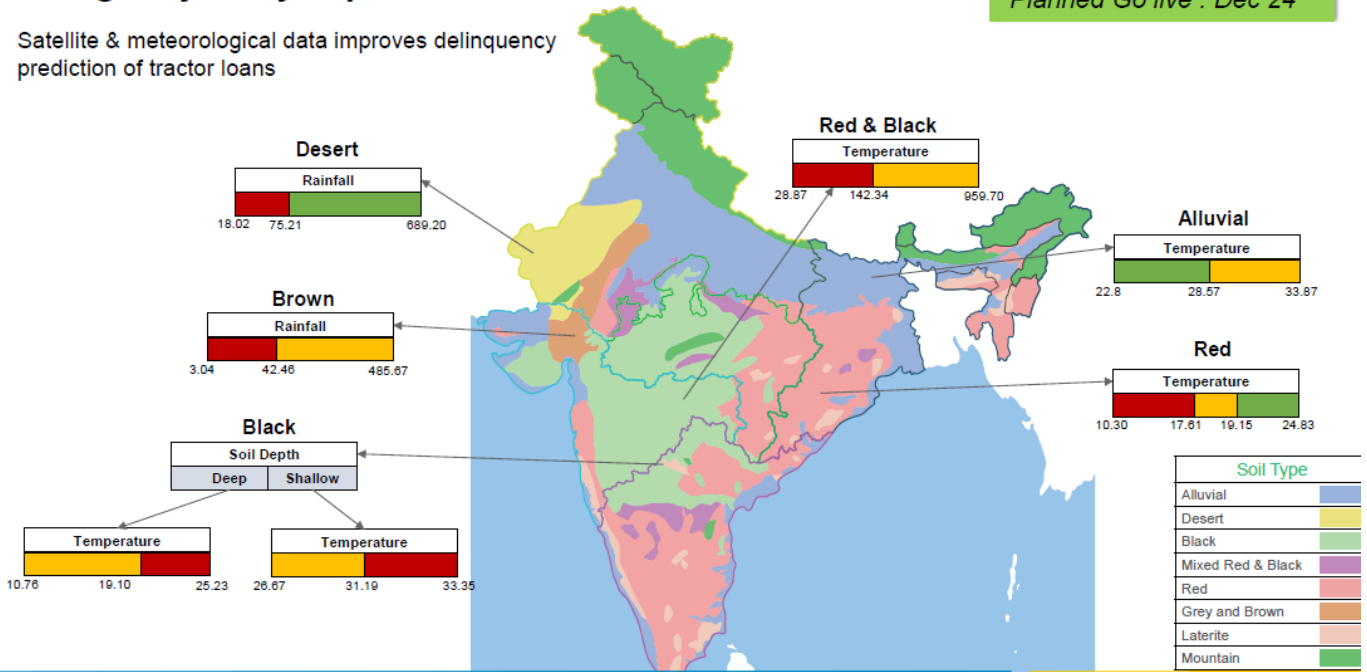 Planned Go live : Dec 24
Satellite & meteorological data improves delinquency
prediction of tractor loans
Desert
Rainfall
18.02 75.21 689.20
Red & Black
Temperature
28.87 142.34 959.70
Alluvial
Temperature
22.8 28.57 33.87
Brown
Rainfall
3.04 42.46 485.67
Red
Temperature
10.30 17.61 19.15 24.83
Black
Soil Depth
Deep Shallow
Temperature
10.76 19.10 25.23
Temperature
26.67 31.19 33.35
Soil Type
Alluvial
Desert
Black
Mixed Red & Black
Red
Grey and Brown
Laterite
Mountain